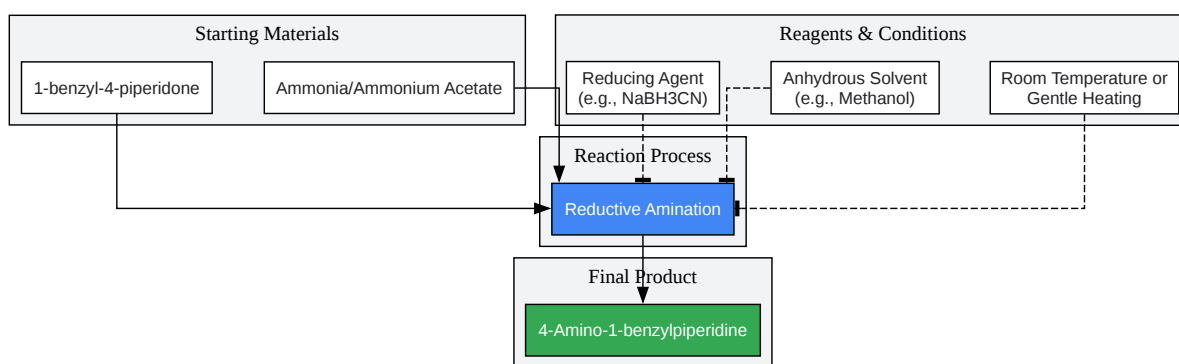 Starting Materials
1-benzyl-4-piperidone
Ammonia/Ammonium Acetate
Reagents & Conditions
Reducing Agent
(e.g., NaBH3CN)
Anhydrous Solvent
(e.g., Methanol)
Room Temperature or
Gentle Heating
Reaction Process
Reductive Amination
Final Product
4-Amino-1-benzylpiperidine